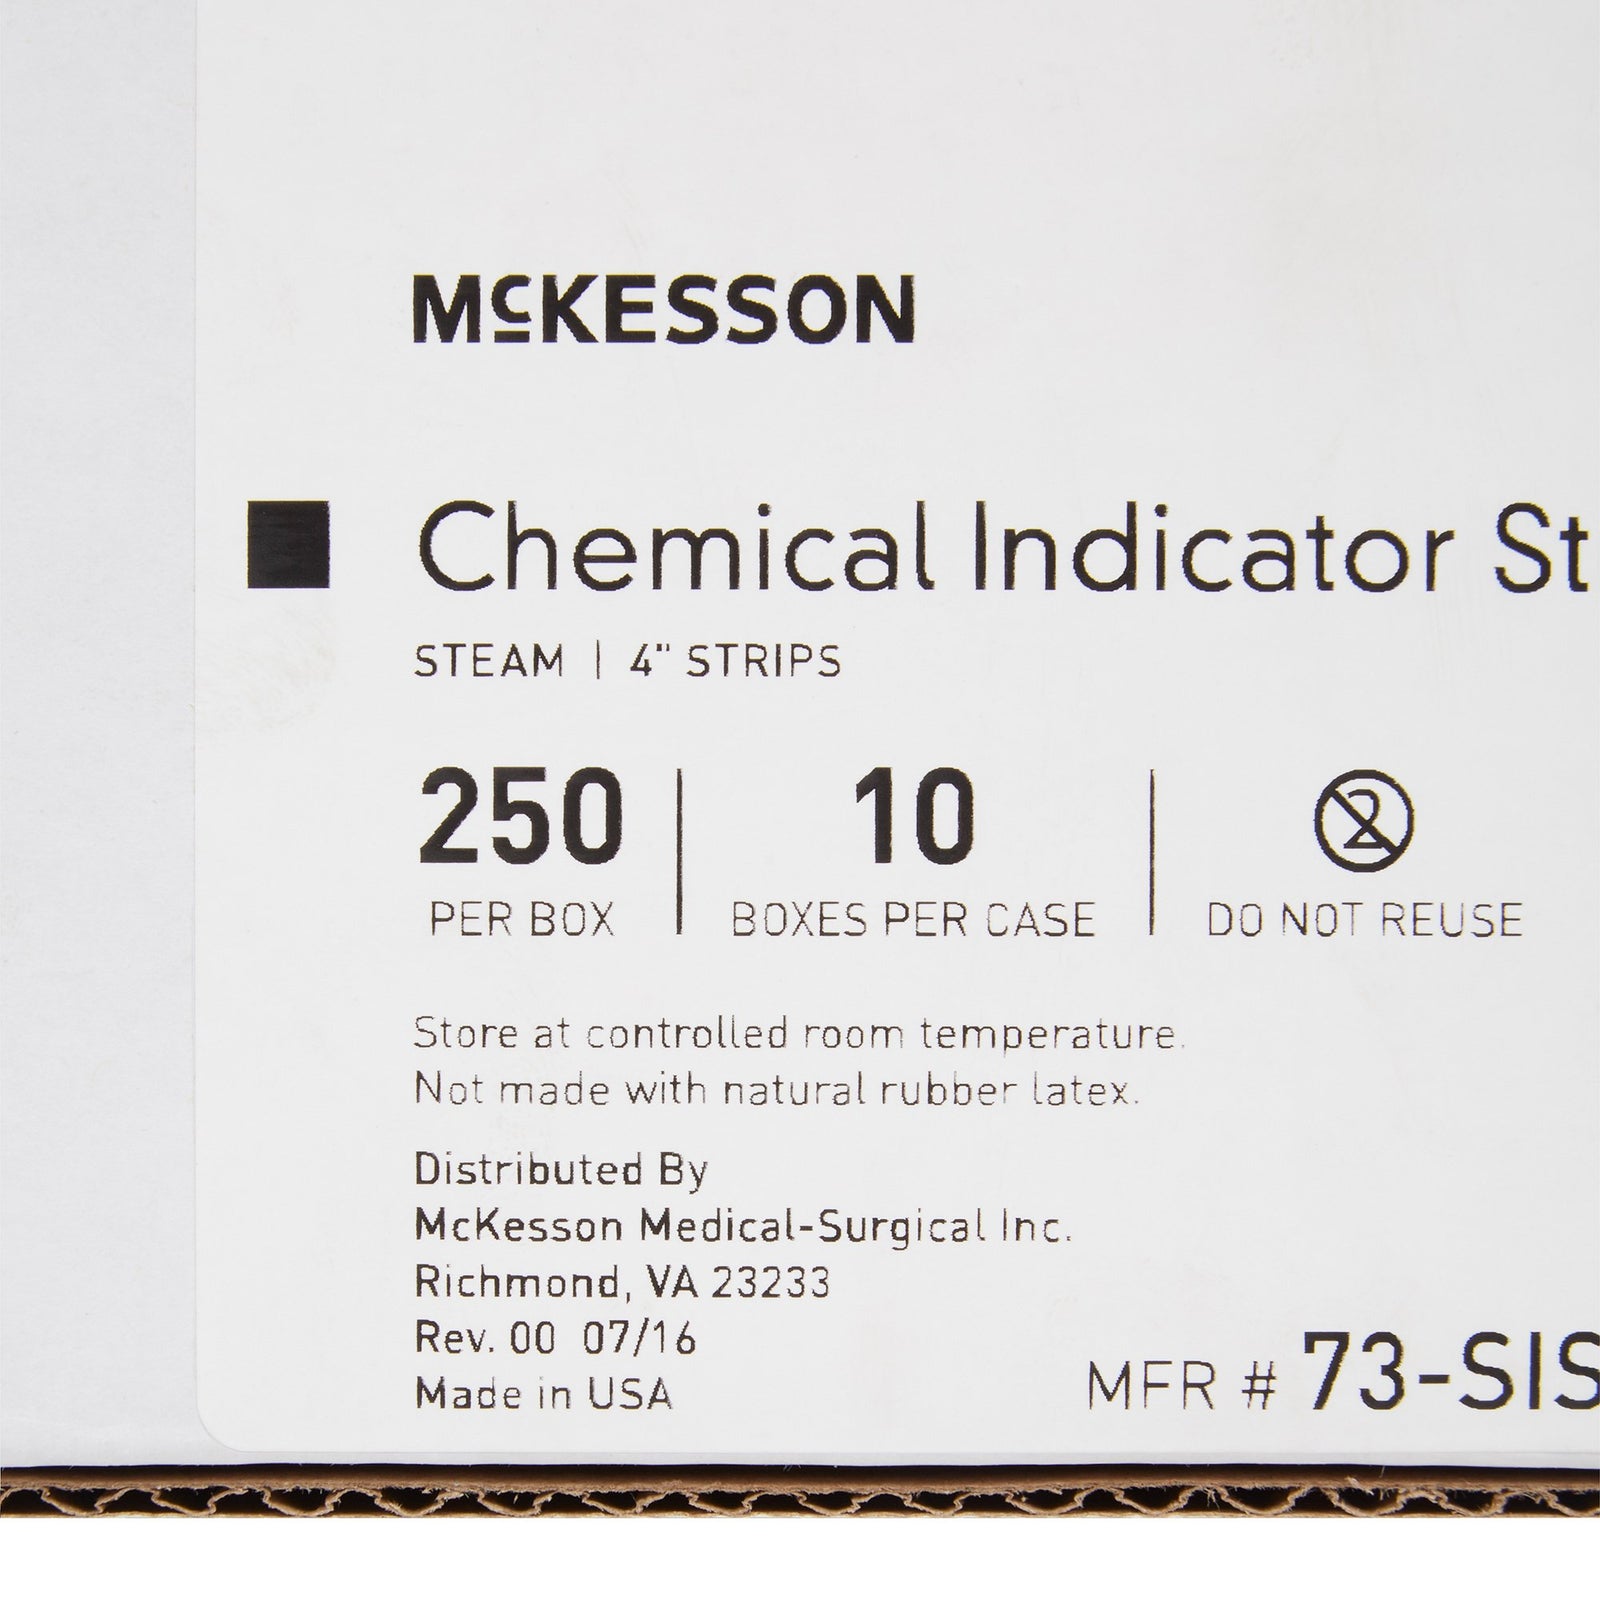 McKESSON
Chemical Indicator St
STEAM | 4" STRIPS
250 | 10 | 2
PER BOX | BOXES PER CASE | DO NOT REUSE
Store at controlled room temperature.
Not made with natural rubber latex.
Distributed By
McKesson Medical-Surgical Inc.
Richmond, VA 23233
Rev. 00 07/16
Made in USA
MFR # 73-SIS